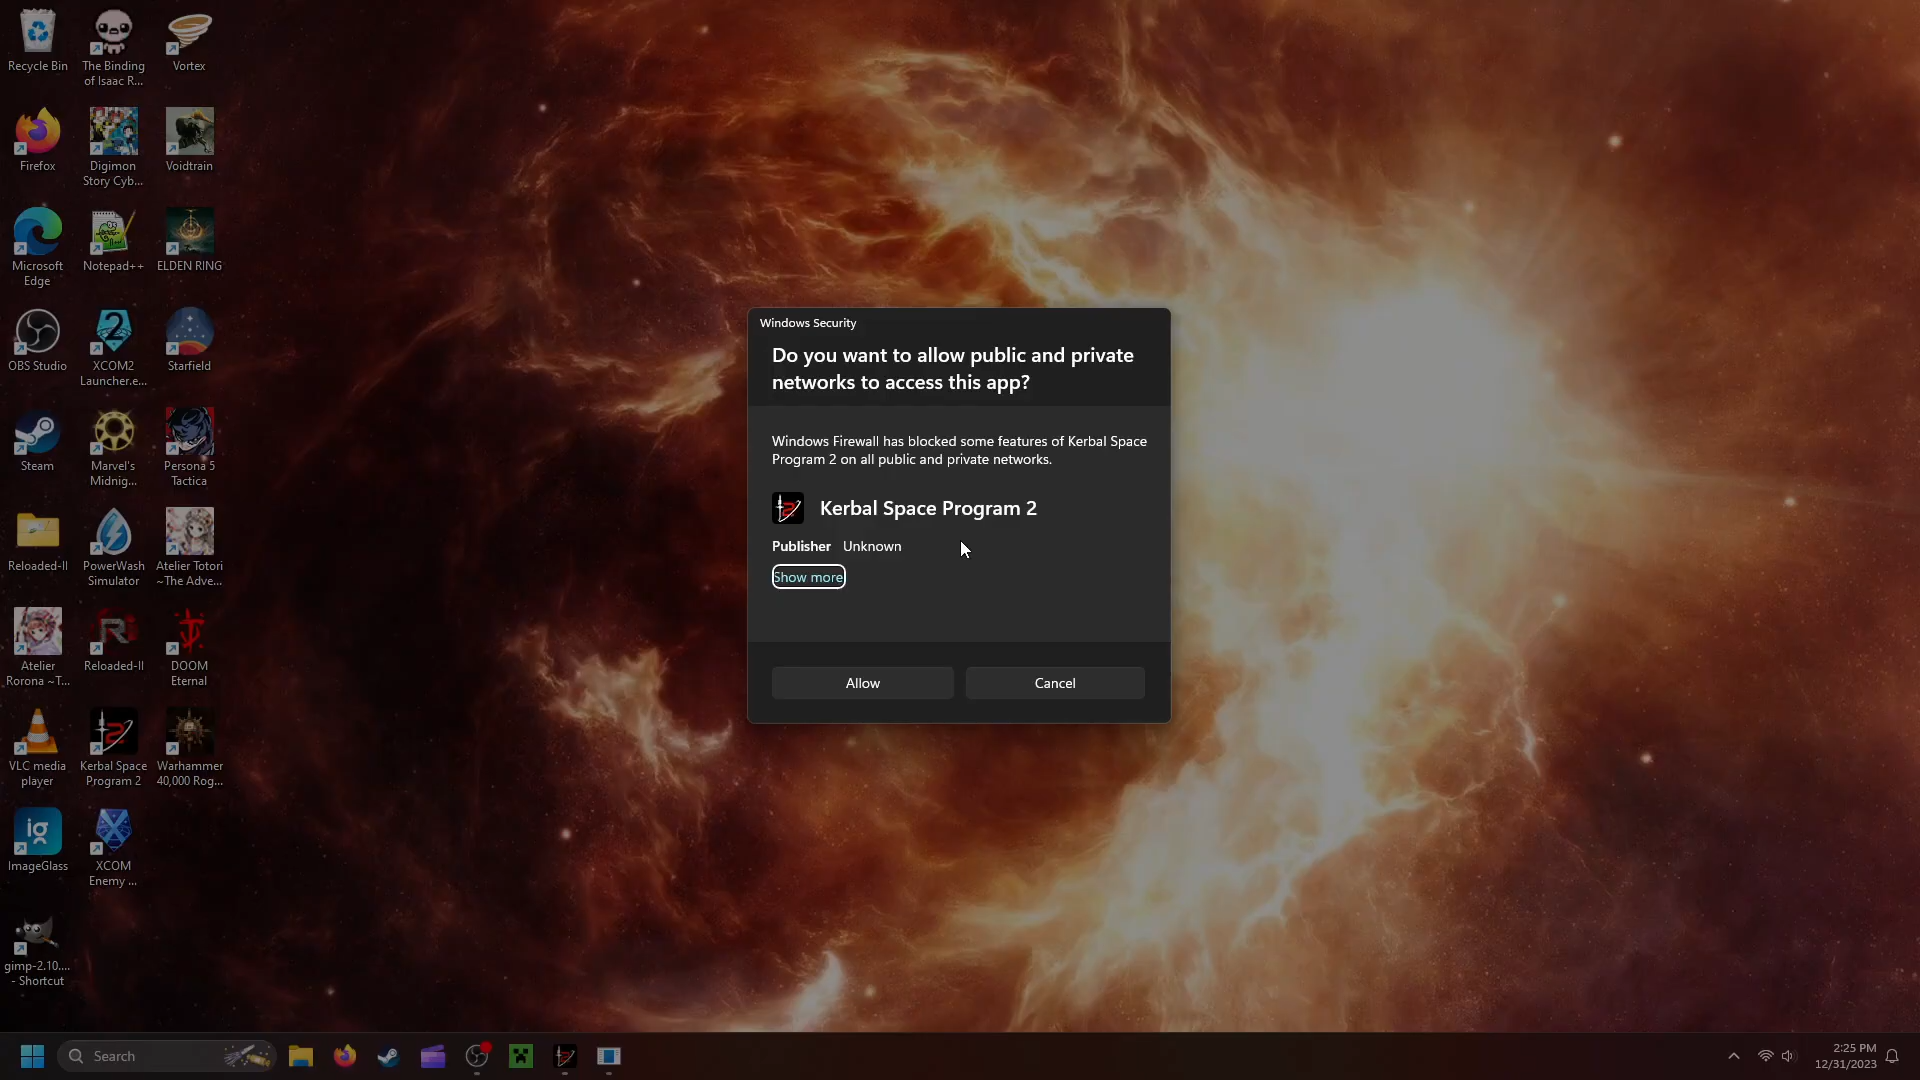 Recycle Bin
The Binding
of Isaac R...
Vortex
Firefox
Digimon
Story Cyb...
Voidtrain
Microsoft
Edge
Notepad++
ELDEN RING
OBS Studio
XCOM2
Launcher.e...
Starfield
Steam
Marvel's
Midnig...
Persona 5
Tactica
Reloaded-II
PowerWash
Simulator
Atelier Totori
~The Adve...
Atelier
Rorona ~T...
Reloaded-II
DOOM
Eternal
VLC media
player
Kerbal Space
Program 2
Warhammer
40,000 Rog...
ig
ImageGlass
XCOM
Enemy ...
gimp-2.10....
- Shortcut
Windows Security
Do you want to allow public and private
networks to access this app?
Windows Firewall has blocked some features of Kerbal Space
Program 2 on all public and private networks.
Kerbal Space Program 2
Publisher Unknown
Show more
Allow
Cancel
Search
2:25 PM
12/31/2023